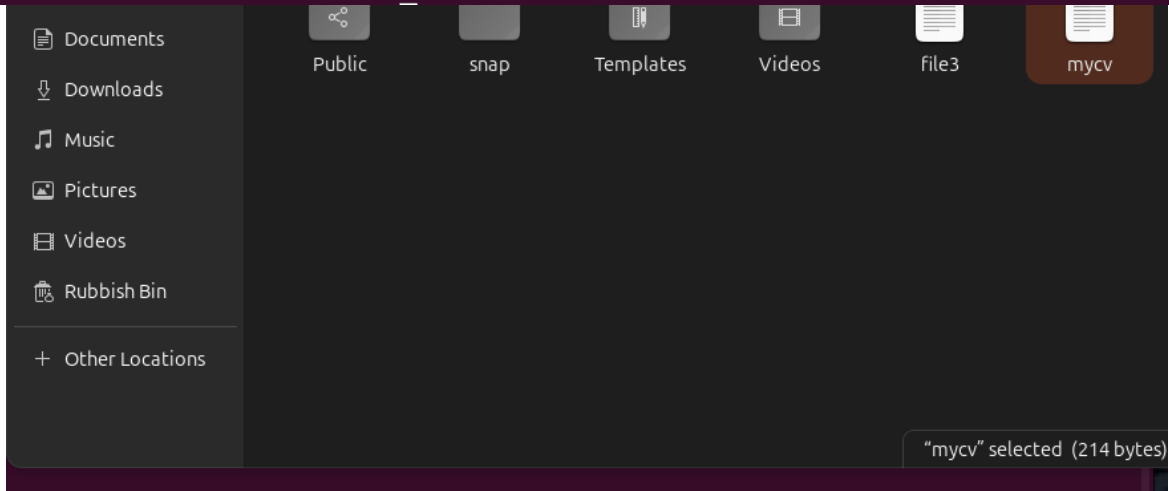 Documents
Downloads
Music
Pictures
Videos
Rubbish Bin
+ Other Locations
Public
snap
Templates
Videos
file3
mycv
“mycv” selected (214 bytes)